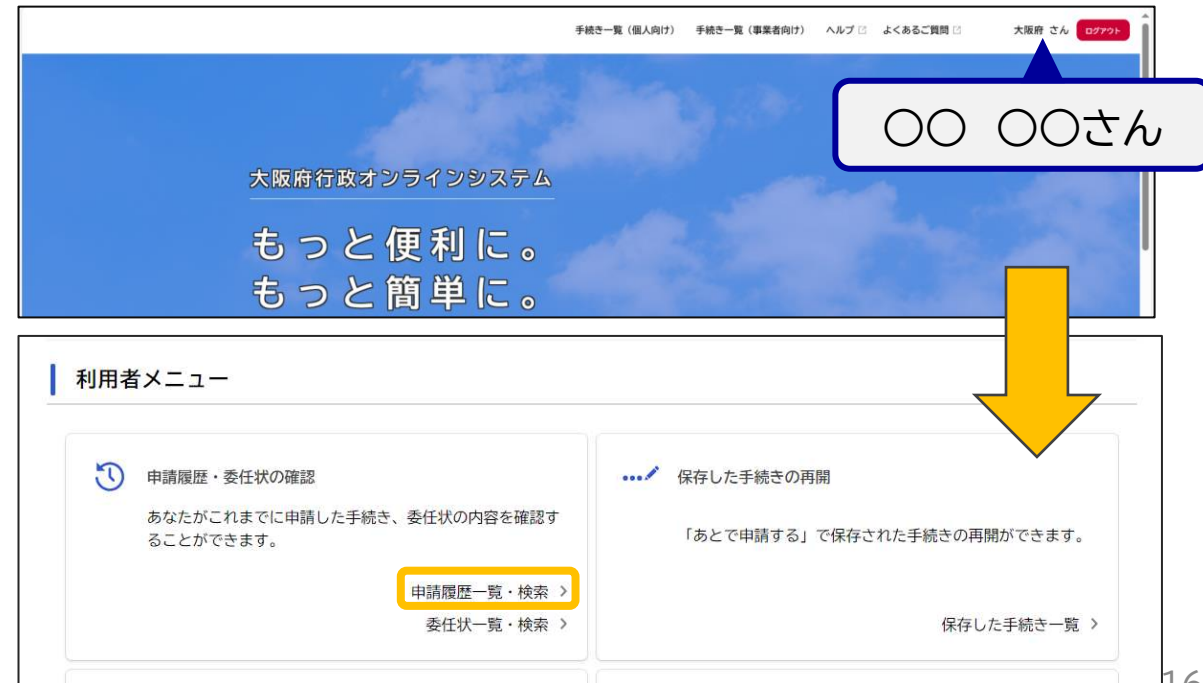 手続き一覧（個人向け） 手続き一覧（事業者向け） ヘルプ よくあるご質問 大阪府 さん ログアウト
〇〇 〇〇さん
大阪府行政オンラインシステム
もっと便利に。
もっと簡単に。
利用者メニュー
申請履歴・委任状の確認
あなたがこれまでに申請した手続き、委任状の内容を確認す
ることができます。
申請履歴一覧・検索
委任状一覧・検索
保存した手続きの再開
「あとで申請する」で保存された手続きの再開ができます。
保存した手続き一覧
16